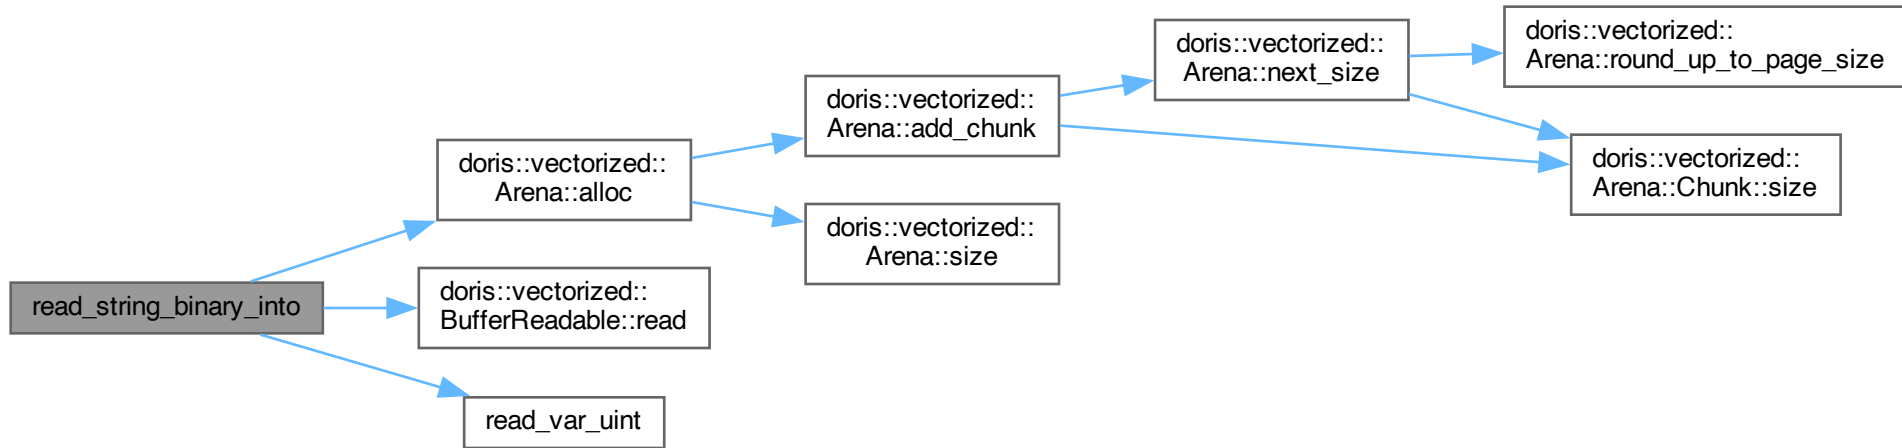 read_string_binary_into
doris::vectorized::
Arena::alloc
doris::vectorized::
BufferReadable::read
read_var_uint
doris::vectorized::
Arena::add_chunk
doris::vectorized::
Arena::size
doris::vectorized::
Arena::next_size
doris::vectorized::
Arena::round_up_to_page_size
doris::vectorized::
Arena::Chunk::size